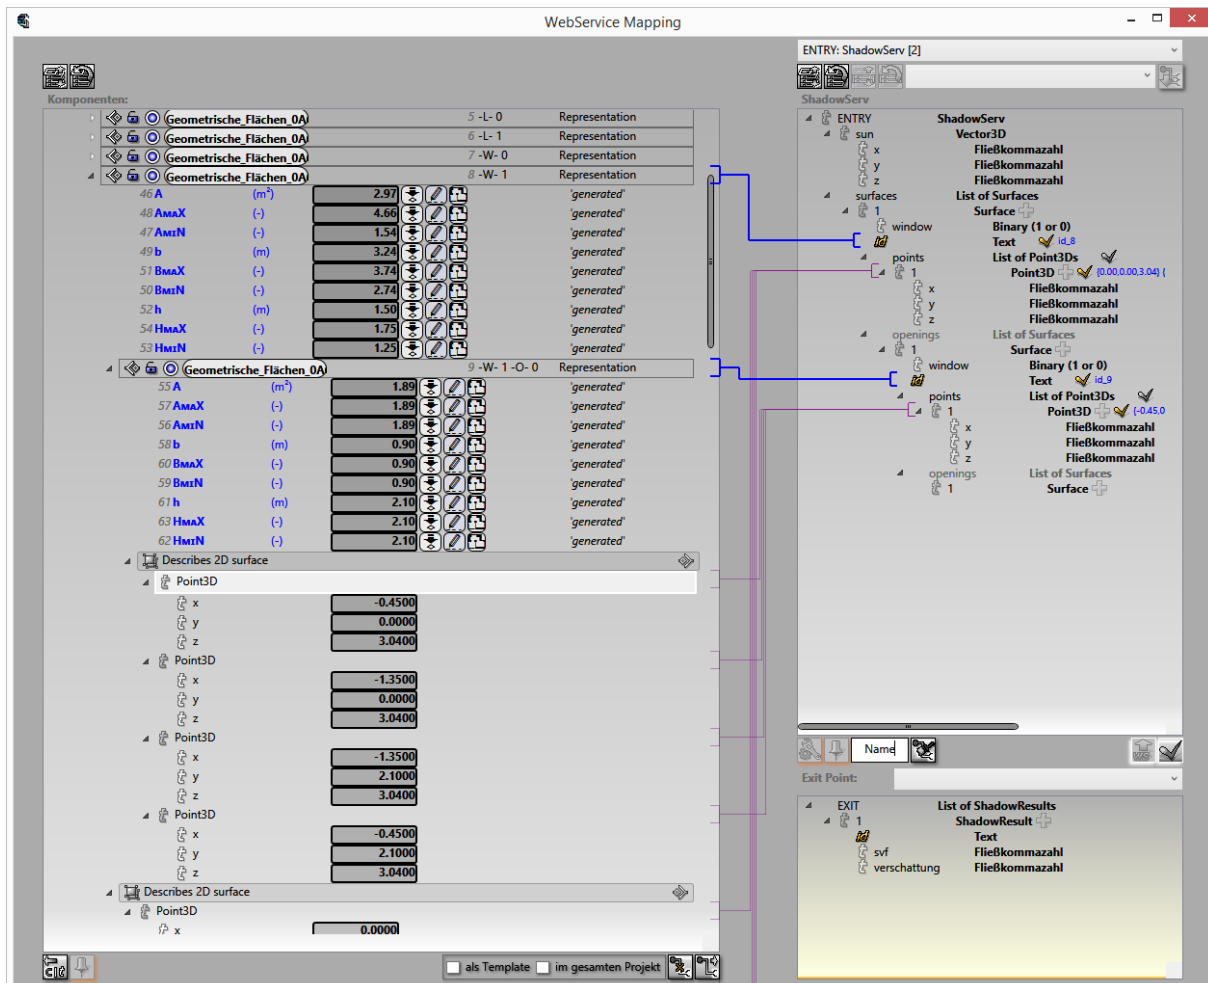 WebService Mapping
ENTRY: ShadowServ [2]
Komponenten:
ShadowServ
Geometrische_Flächen_0A 5 -L- 0 Representation
Geometrische_Flächen_0A 6 -L- 1 Representation
Geometrische_Flächen_0A 7 -W- 0 Representation
Geometrische_Flächen_0A 8 -W- 1 Representation
46 A (m²) 2.97 'generated'
48 AMAX (-) 4.66 'generated'
47 AMIN (-) 1.54 'generated'
49 b (m) 3.24 'generated'
51 BMAX (-) 3.74 'generated'
50 BMIN (-) 2.74 'generated'
52 h (m) 1.50 'generated'
54 HMAX (-) 1.75 'generated'
53 HMIN (-) 1.25 'generated'
Geometrische_Flächen_0A 9 -W- 1 -O- 0 Representation
55 A (m²) 1.89 'generated'
57 AMAX (-) 1.89 'generated'
56 AMIN (-) 1.89 'generated'
58 b (m) 0.90 'generated'
60 BMAX (-) 0.90 'generated'
59 BMIN (-) 0.90 'generated'
61 h (m) 2.10 'generated'
63 HMAX (-) 2.10 'generated'
62 HMIN (-) 2.10 'generated'
Describes 2D surface
Point3D
x -0.4500
y 0.0000
z 3.0400
Point3D
x -1.3500
y 0.0000
z 3.0400
Point3D
x -1.3500
y 2.1000
z 3.0400
Point3D
x -0.4500
y 2.1000
z 3.0400
Describes 2D surface
Point3D
x 0.0000
clt
als Template im gesamten Projekt
ENTRY ShadowServ
sun Vector3D
x Fließkommazahl
y Fließkommazahl
z Fließkommazahl
surfaces List of Surfaces
1 Surface
window Binary (1 or 0)
id Text id_8
points List of Point3Ds
1 Point3D {0.00,0.00,3.04} {
x Fließkommazahl
y Fließkommazahl
z Fließkommazahl
openings List of Surfaces
1 Surface
window Binary (1 or 0)
id Text id_9
points List of Point3Ds
1 Point3D {-0.45,0
x Fließkommazahl
y Fließkommazahl
z Fließkommazahl
openings List of Surfaces
1 Surface
Name
WS
Exit Point:
EXIT List of ShadowResults
1 ShadowResult
id Text
svf Fließkommazahl
verschattung Fließkommazahl